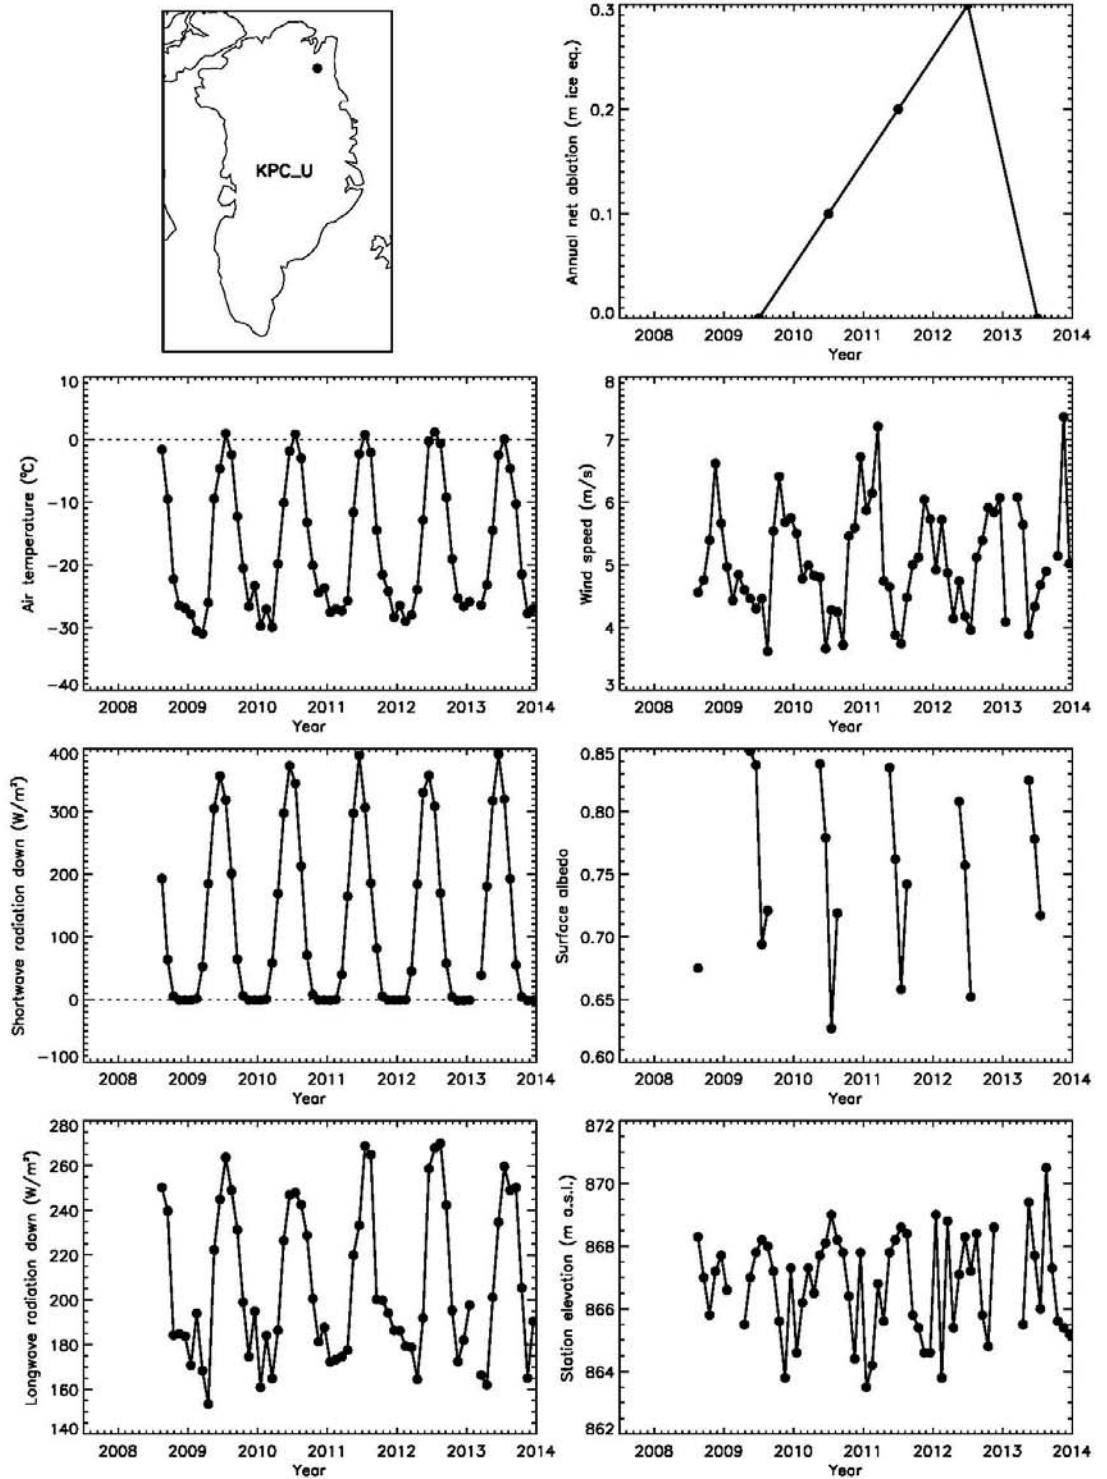 KPC_U
0.3
0.2
0.1
0.0
Annual net ablation (m ice eq.)
2008 2009 2010 2011 2012 2013 2014
Year
10
0
-10
-20
-30
-40
Air temperature (°C)
2008 2009 2010 2011 2012 2013 2014
Year
8
7
6
5
4
3
Wind speed (m/s)
2008 2009 2010 2011 2012 2013 2014
Year
400
300
200
100
0
-100
Shortwave radiation down (W/m²)
2008 2009 2010 2011 2012 2013 2014
Year
0.85
0.80
0.75
0.70
0.65
0.60
Surface albedo
2008 2009 2010 2011 2012 2013 2014
Year
280
260
240
220
200
180
160
140
Longwave radiation down (W/m²)
2008 2009 2010 2011 2012 2013 2014
Year
872
870
868
866
864
862
Station elevation (m a.s.l.)
2008 2009 2010 2011 2012 2013 2014
Year